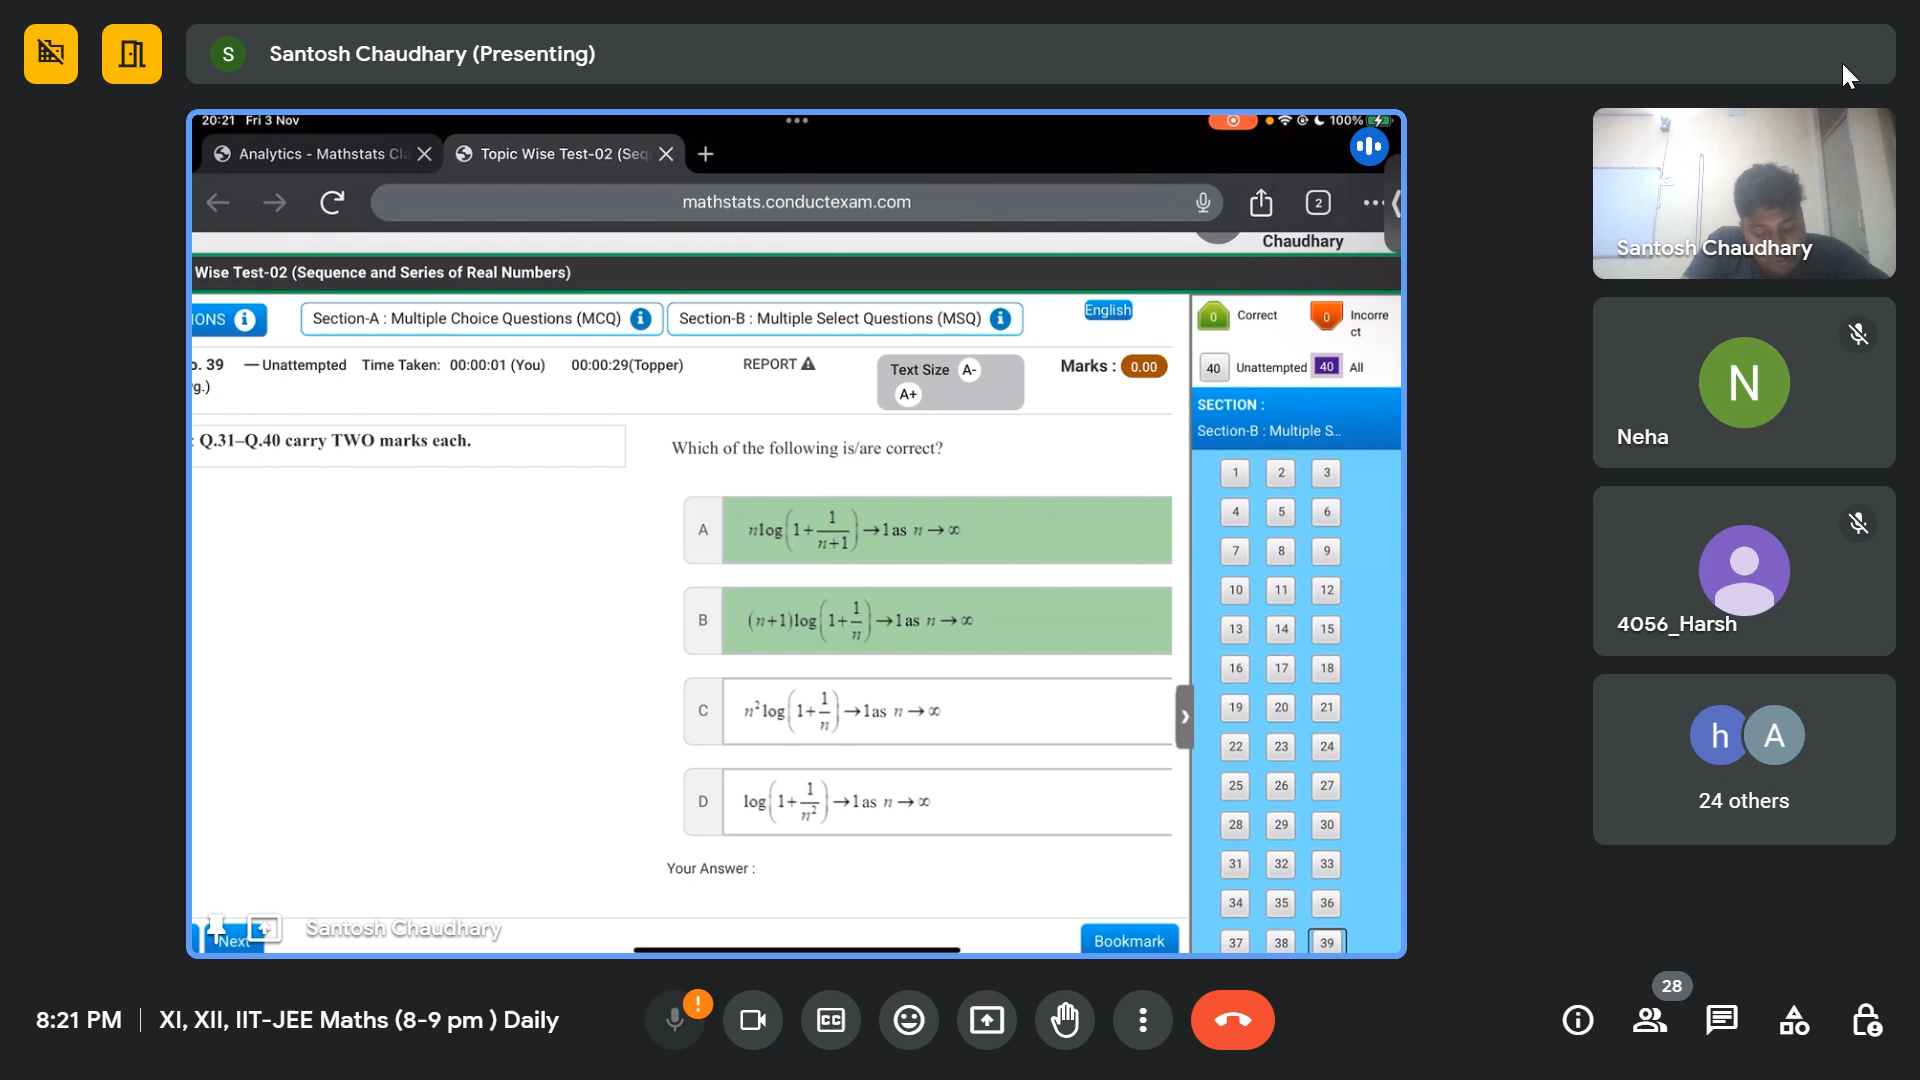 S Santosh Chaudhary (Presenting)
20:21 Fri 3 Nov
100%
Analytics - Mathstats Cla
Topic Wise Test-02 (Seq
mathstats.conductexam.com
2
Chaudhary
Wise Test-02 (Sequence and Series of Real Numbers)
IONS
Section-A : Multiple Choice Questions (MCQ)
Section-B : Multiple Select Questions (MSQ)
English
0 Correct
0 Incorre
ct
o. 39 — Unattempted Time Taken: 00:00:01 (You) 00:00:29(Topper)
g.)
REPORT
Text Size A-
A+
Marks : 0.00
40 Unattempted 40 All
SECTION :
Section-B : Multiple S...
: Q.31–Q.40 carry TWO marks each.
Which of the following is/are correct?
A n log(1+1/(n+1)) → 1 as n → ∞
B (n+1)log(1+1/n) → 1 as n → ∞
C n² log(1+1/n) → 1 as n → ∞
D log(1+1/n²) → 1 as n → ∞
Your Answer :
1 2 3
4 5 6
7 8 9
10 11 12
13 14 15
16 17 18
19 20 21
22 23 24
25 26 27
28 29 30
31 32 33
34 35 36
37 38 39
Next
Santosh Chaudhary
Bookmark
Santosh Chaudhary
N
Neha
4056_Harsh
h A
24 others
8:21 PM | XI, XII, IIT-JEE Maths (8-9 pm ) Daily
!
CC
28